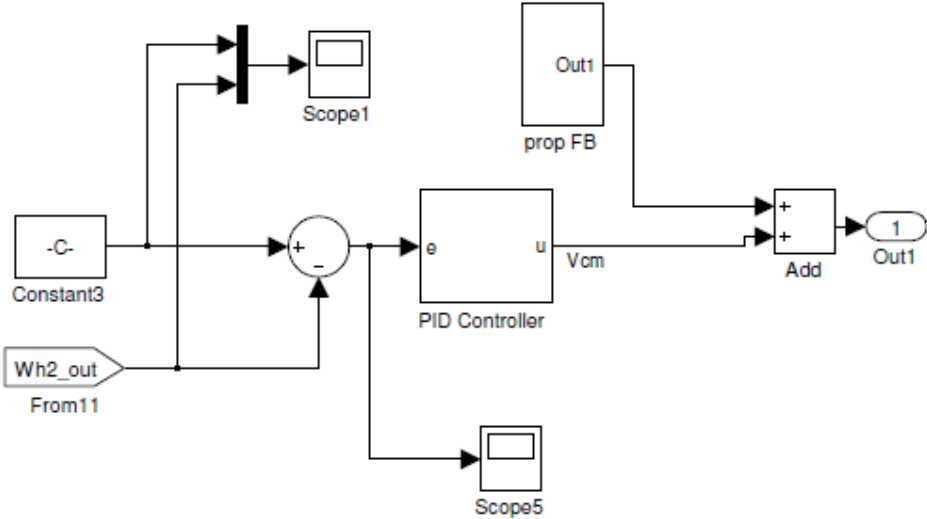 Scope1
Out1
prop FB
-C-
Constant3
+
−
e
u
PID Controller
Vcm
+
+
Add
1
Out1
Wh2_out
From11
Scope5